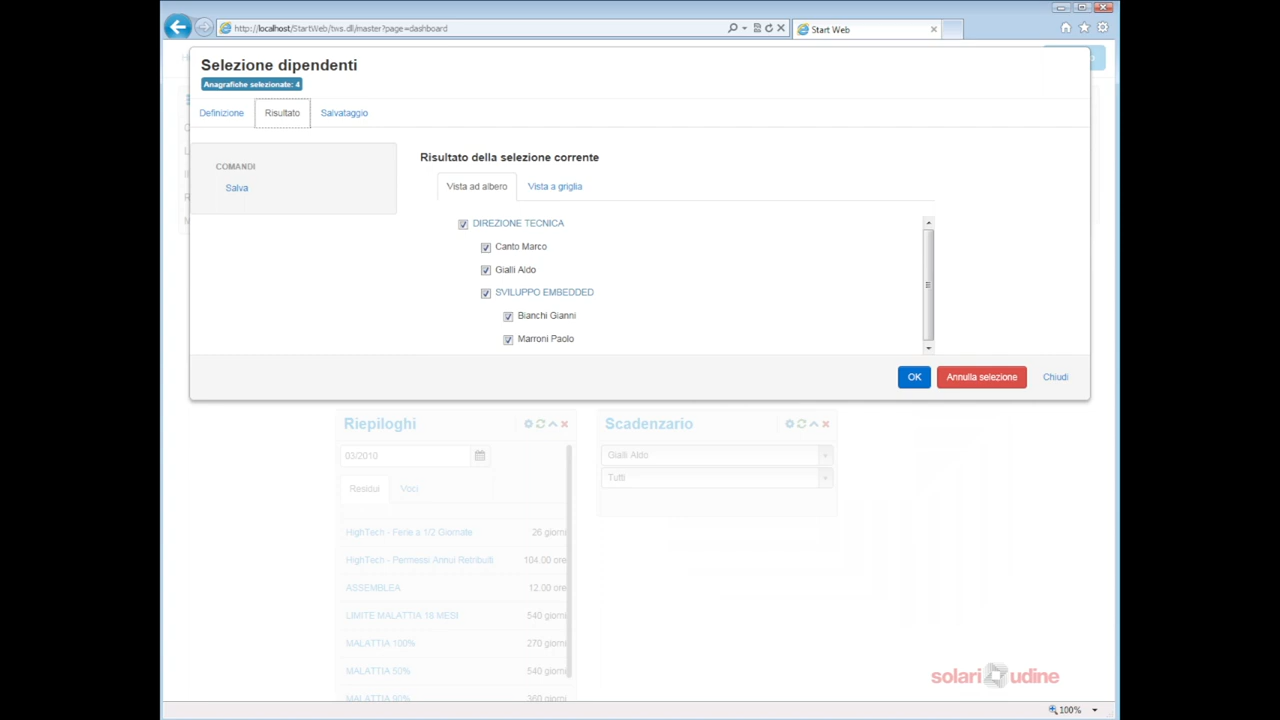 http://localhost/StartWeb/tws.dl/master?page=dashboard
Start Web
Selezione dipendenti
Anagrafiche selezionate: 4
Definizione
Risultato
Salvataggio
COMANDI
Salva
Risultato della selezione corrente
Vista ad albero
Vista a griglia
DIREZIONE TECNICA
Canto Marco
Gialli Aldo
SVILUPPO EMBEDDED
Bianchi Gianni
Marroni Paolo
OK
Annulla selezione
Chiudi
Riepiloghi
03/2010
Residui
Voci
HighTech - Ferie a 1/2 Giornate 26 giorni
HighTech - Permessi Annui Retribuiti 104.00 ore
ASSEMBLEA 12.00 ore
LIMITE MALATTIA 18 MESI 540 giorni
MALATTIA 100% 270 giorni
MALATTIA 50% 540 giorni
MALATTIA 90% 360 giorni
Scadenzario
Gialli Aldo
Tutti
solari udine
100%